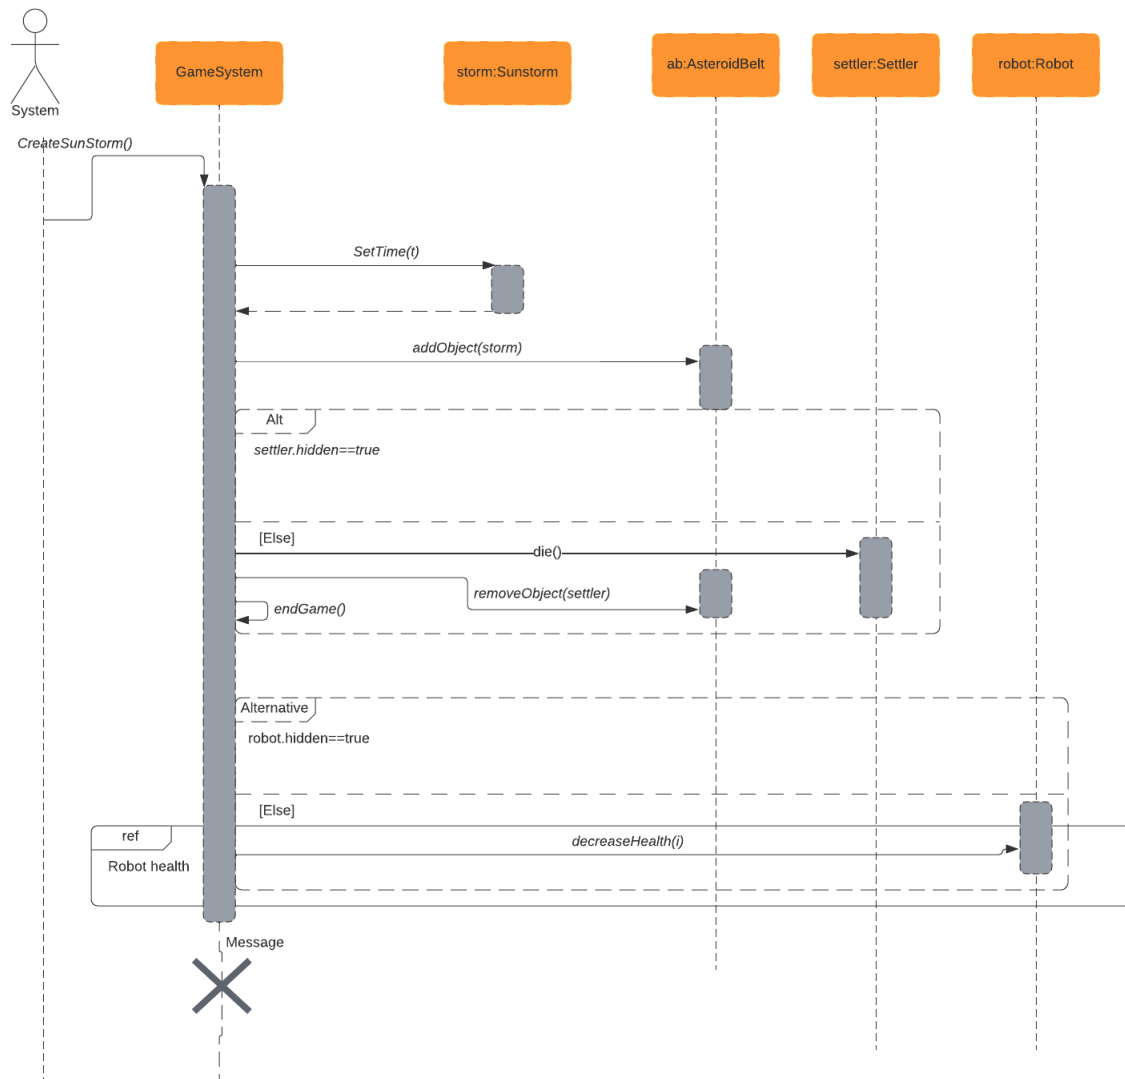 System
GameSystem
storm:Sunstorm
ab:AsteroidBelt
settler:Settler
robot:Robot
CreateSunStorm()
SetTime(t)
addObject(storm)
Alt
settler.hidden==true
[Else]
die()
removeObject(settler)
endGame()
Alternative
robot.hidden==true
[Else]
ref
decreaseHealth(i)
Robot health
Message